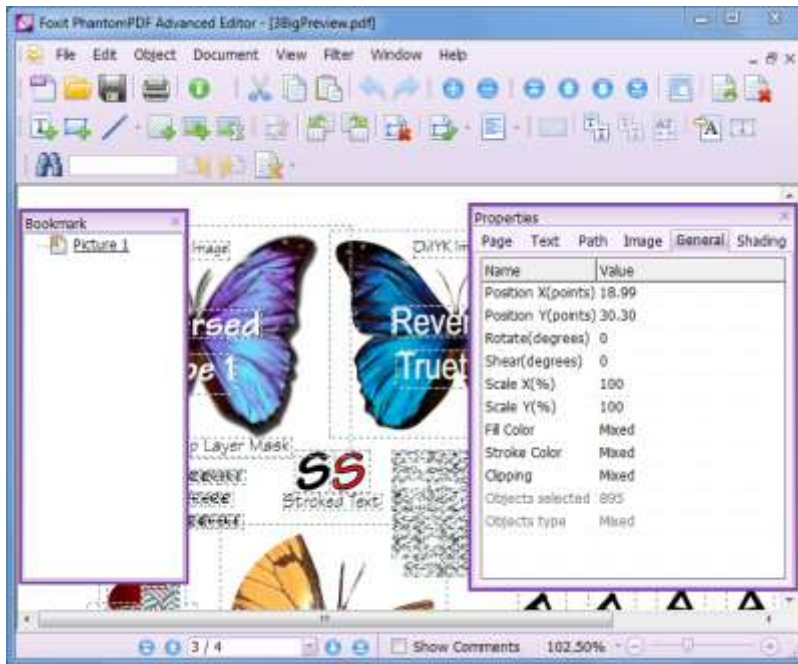 Foxit PhantomPDF Advanced Editor - [3BigPreview.pdf]
File Edit Object Document View Filter Window Help
Bookmark
Picture 1
Image
CMYK Im
rsed
pe 1
Rever
Truet
p Layer Mask
SS
Stroked Text
Properties
Page Text Path Image General Shading
Name Value
Position X(points) 18.99
Position Y(points) 30.30
Rotate(degrees) 0
Shear(degrees) 0
Scale X(%) 100
Scale Y(%) 100
Fill Color Mixed
Stroke Color Mixed
Clipping Mixed
Objects selected 895
Objects type Mixed
A A A A
3 / 4 Show Comments 102.50%